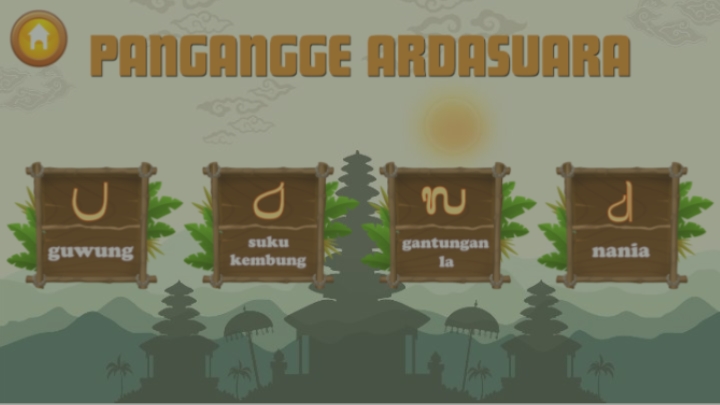 PANGANGGE ARDASUARA
᭄ᬭ
guwung
᭄ᬯ
suku
kembung
᭄ᬮ
gantungan
la
᭄ᬬ
nania